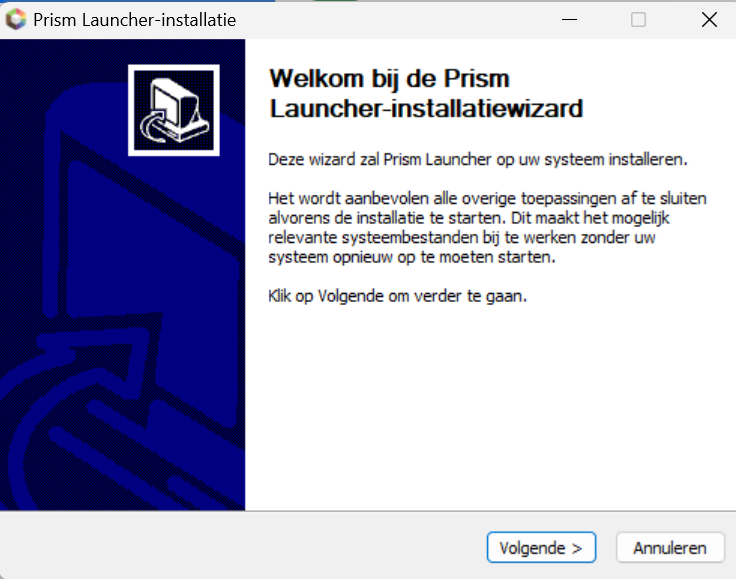 Prism Launcher-installatie
Welkom bij de Prism
Launcher-installatiewizard
Deze wizard zal Prism Launcher op uw systeem installeren.
Het wordt aanbevolen alle overige toepassingen af te sluiten
alvorens de installatie te starten. Dit maakt het mogelijk
relevante systeembestanden bij te werken zonder uw
systeem opnieuw op te moeten starten.
Klik op Volgende om verder te gaan.
Volgende >
Annuleren